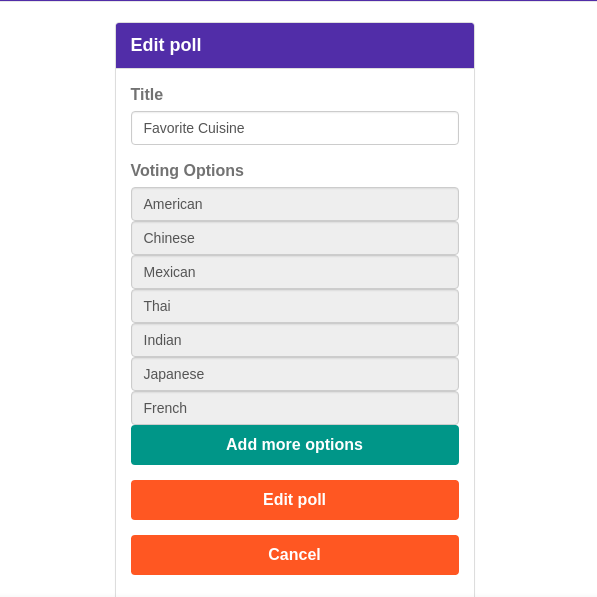 Edit poll
Title
Favorite Cuisine
Voting Options
American
Chinese
Mexican
Thai
Indian
Japanese
French
Add more options
Edit poll
Cancel